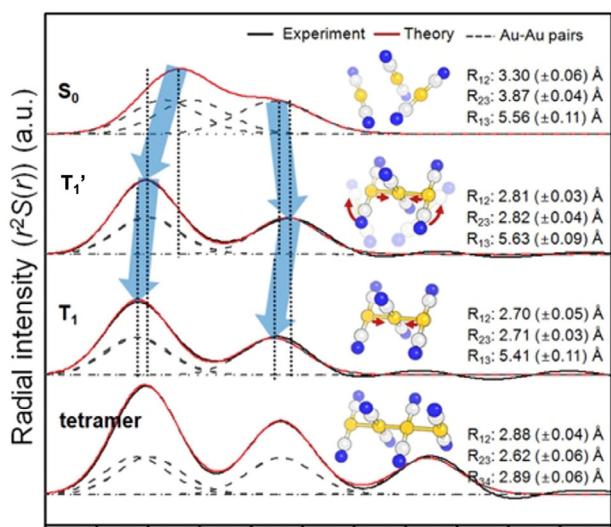 Experiment Theory Au-Au pairs
S₀
R₁₂: 3.30 (±0.06) Å
R₂₃: 3.87 (±0.04) Å
R₁₃: 5.56 (±0.11) Å
T₁'
R₁₂: 2.81 (±0.03) Å
R₂₃: 2.82 (±0.04) Å
R₁₃: 5.63 (±0.09) Å
T₁
R₁₂: 2.70 (±0.05) Å
R₂₃: 2.71 (±0.03) Å
R₁₃: 5.41 (±0.11) Å
tetramer
R₁₂: 2.88 (±0.04) Å
R₂₃: 2.62 (±0.06) Å
R₃₄: 2.89 (±0.06) Å
Radial intensity (r²S(r)) (a.u.)